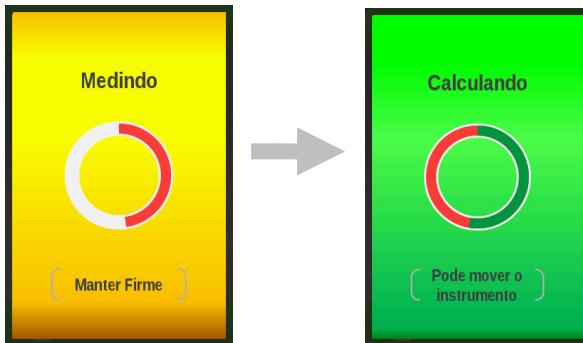 Medindo
Manter Firme
Calculando
Pode mover o
instrumento